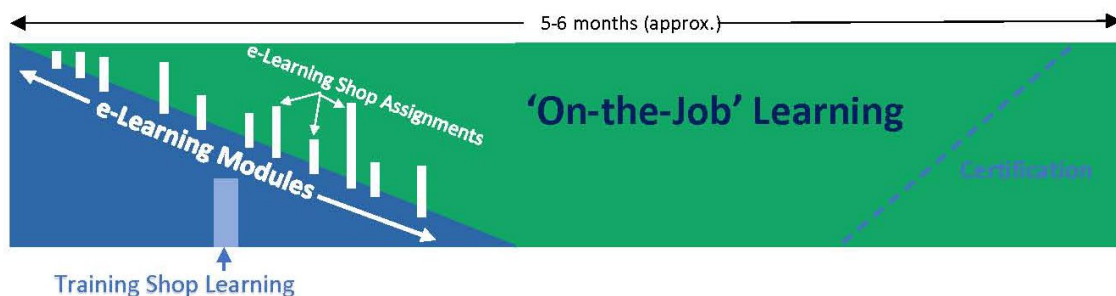 5-6 months (approx.)
e-Learning Shop Assignments
e-Learning Modules
'On-the-Job' Learning
Certification
Training Shop Learning